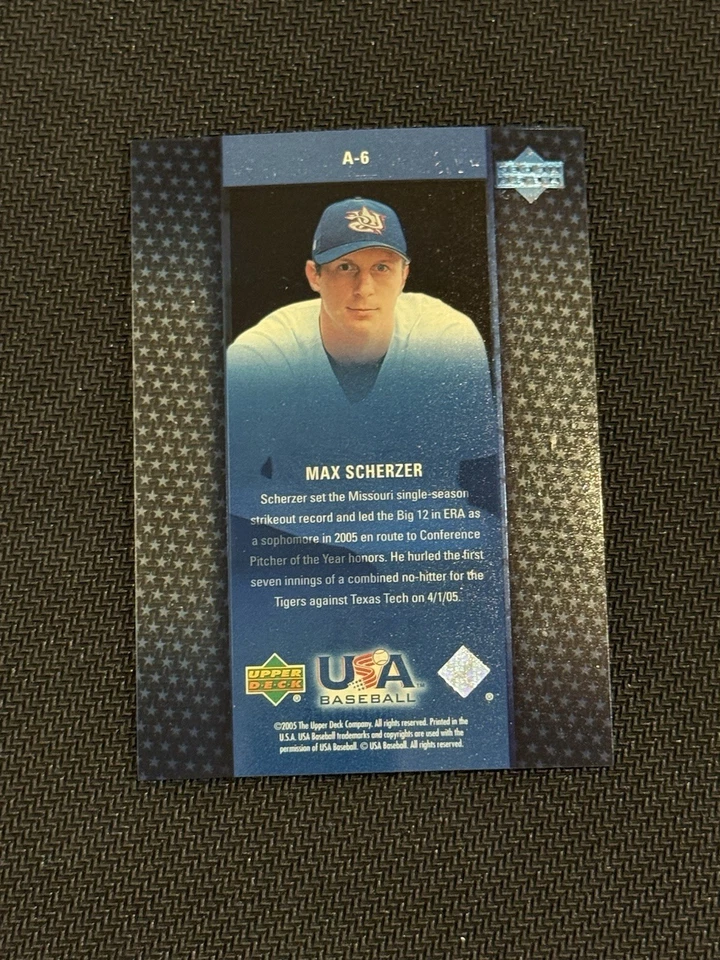 A-6
UPPER DECK
MAX SCHERZER
Scherzer set the Missouri single-season
strikeout record and led the Big 12 in ERA as
a sophomore in 2005 en route to Conference
Pitcher of the Year honors. He hurled the first
seven innings of a combined no-hitter for the
Tigers against Texas Tech on 4/1/05.
UPPER
DECK
®
USA
™
BASEBALL
®
©2005 The Upper Deck Company. All rights reserved. Printed in the
U.S.A. USA Baseball trademarks and copyrights are used with the
permission of USA Baseball. © USA Baseball. All rights reserved.